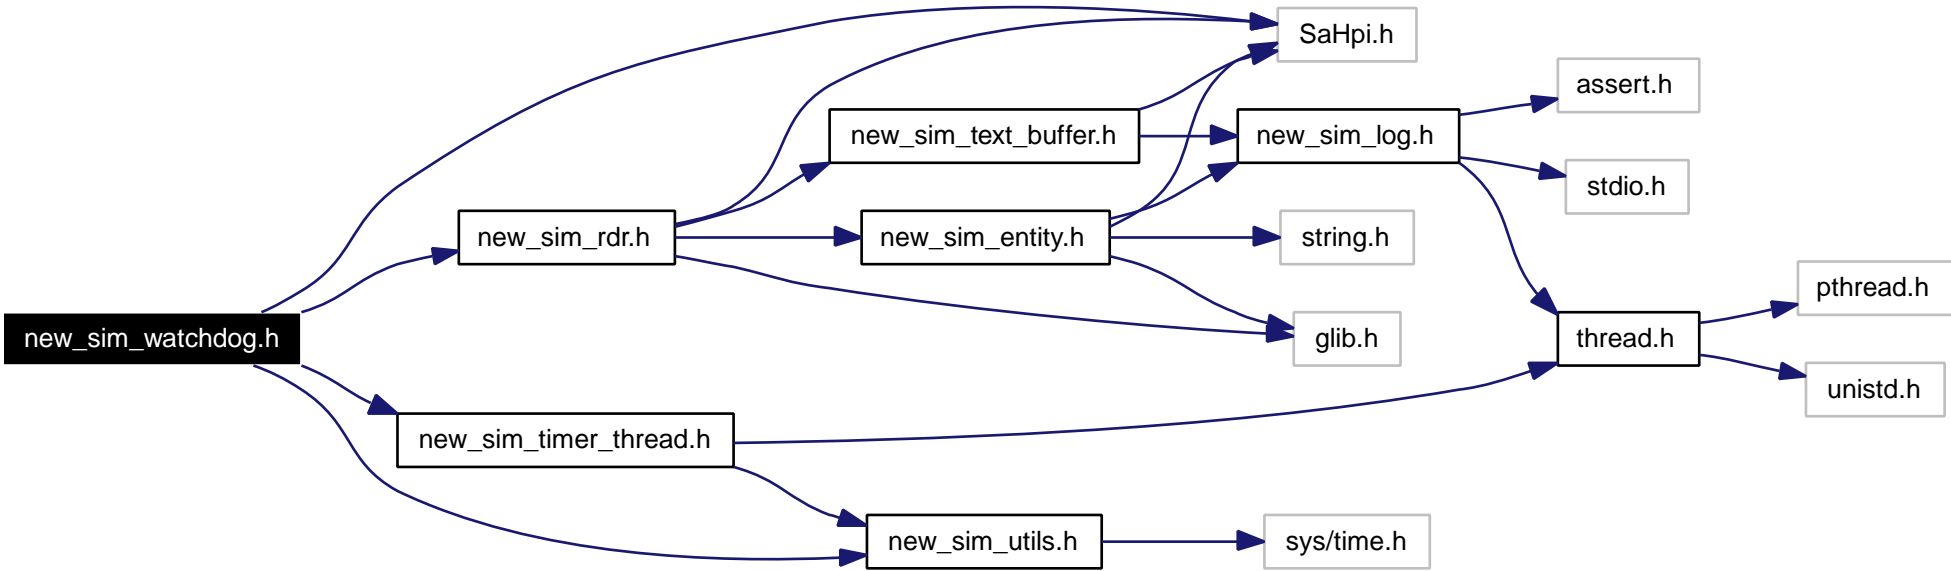 SaHpi.h
assert.h
new_sim_text_buffer.h
new_sim_log.h
stdio.h
new_sim_rdr.h
new_sim_entity.h
string.h
pthread.h
new_sim_watchdog.h
glib.h
thread.h
unistd.h
new_sim_timer_thread.h
new_sim_utils.h
sys/time.h